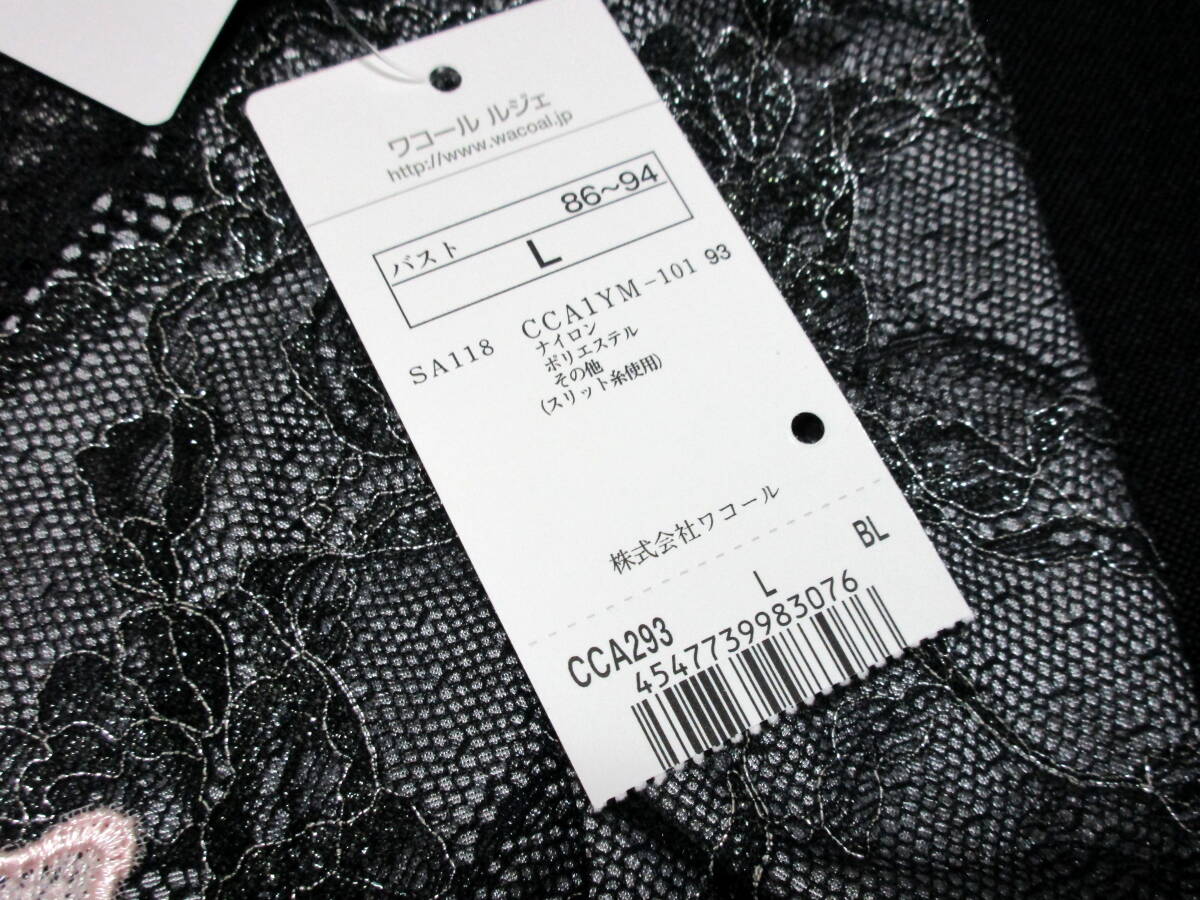 ワコール ルジェ
http://www.wacoal.jp
バスト 86~94
L
SA118 CCA1YM-101 93
ナイロン
ポリエステル
その他
(スリット糸使用)
株式会社ワコール
L BL
CCA293
4547739983076